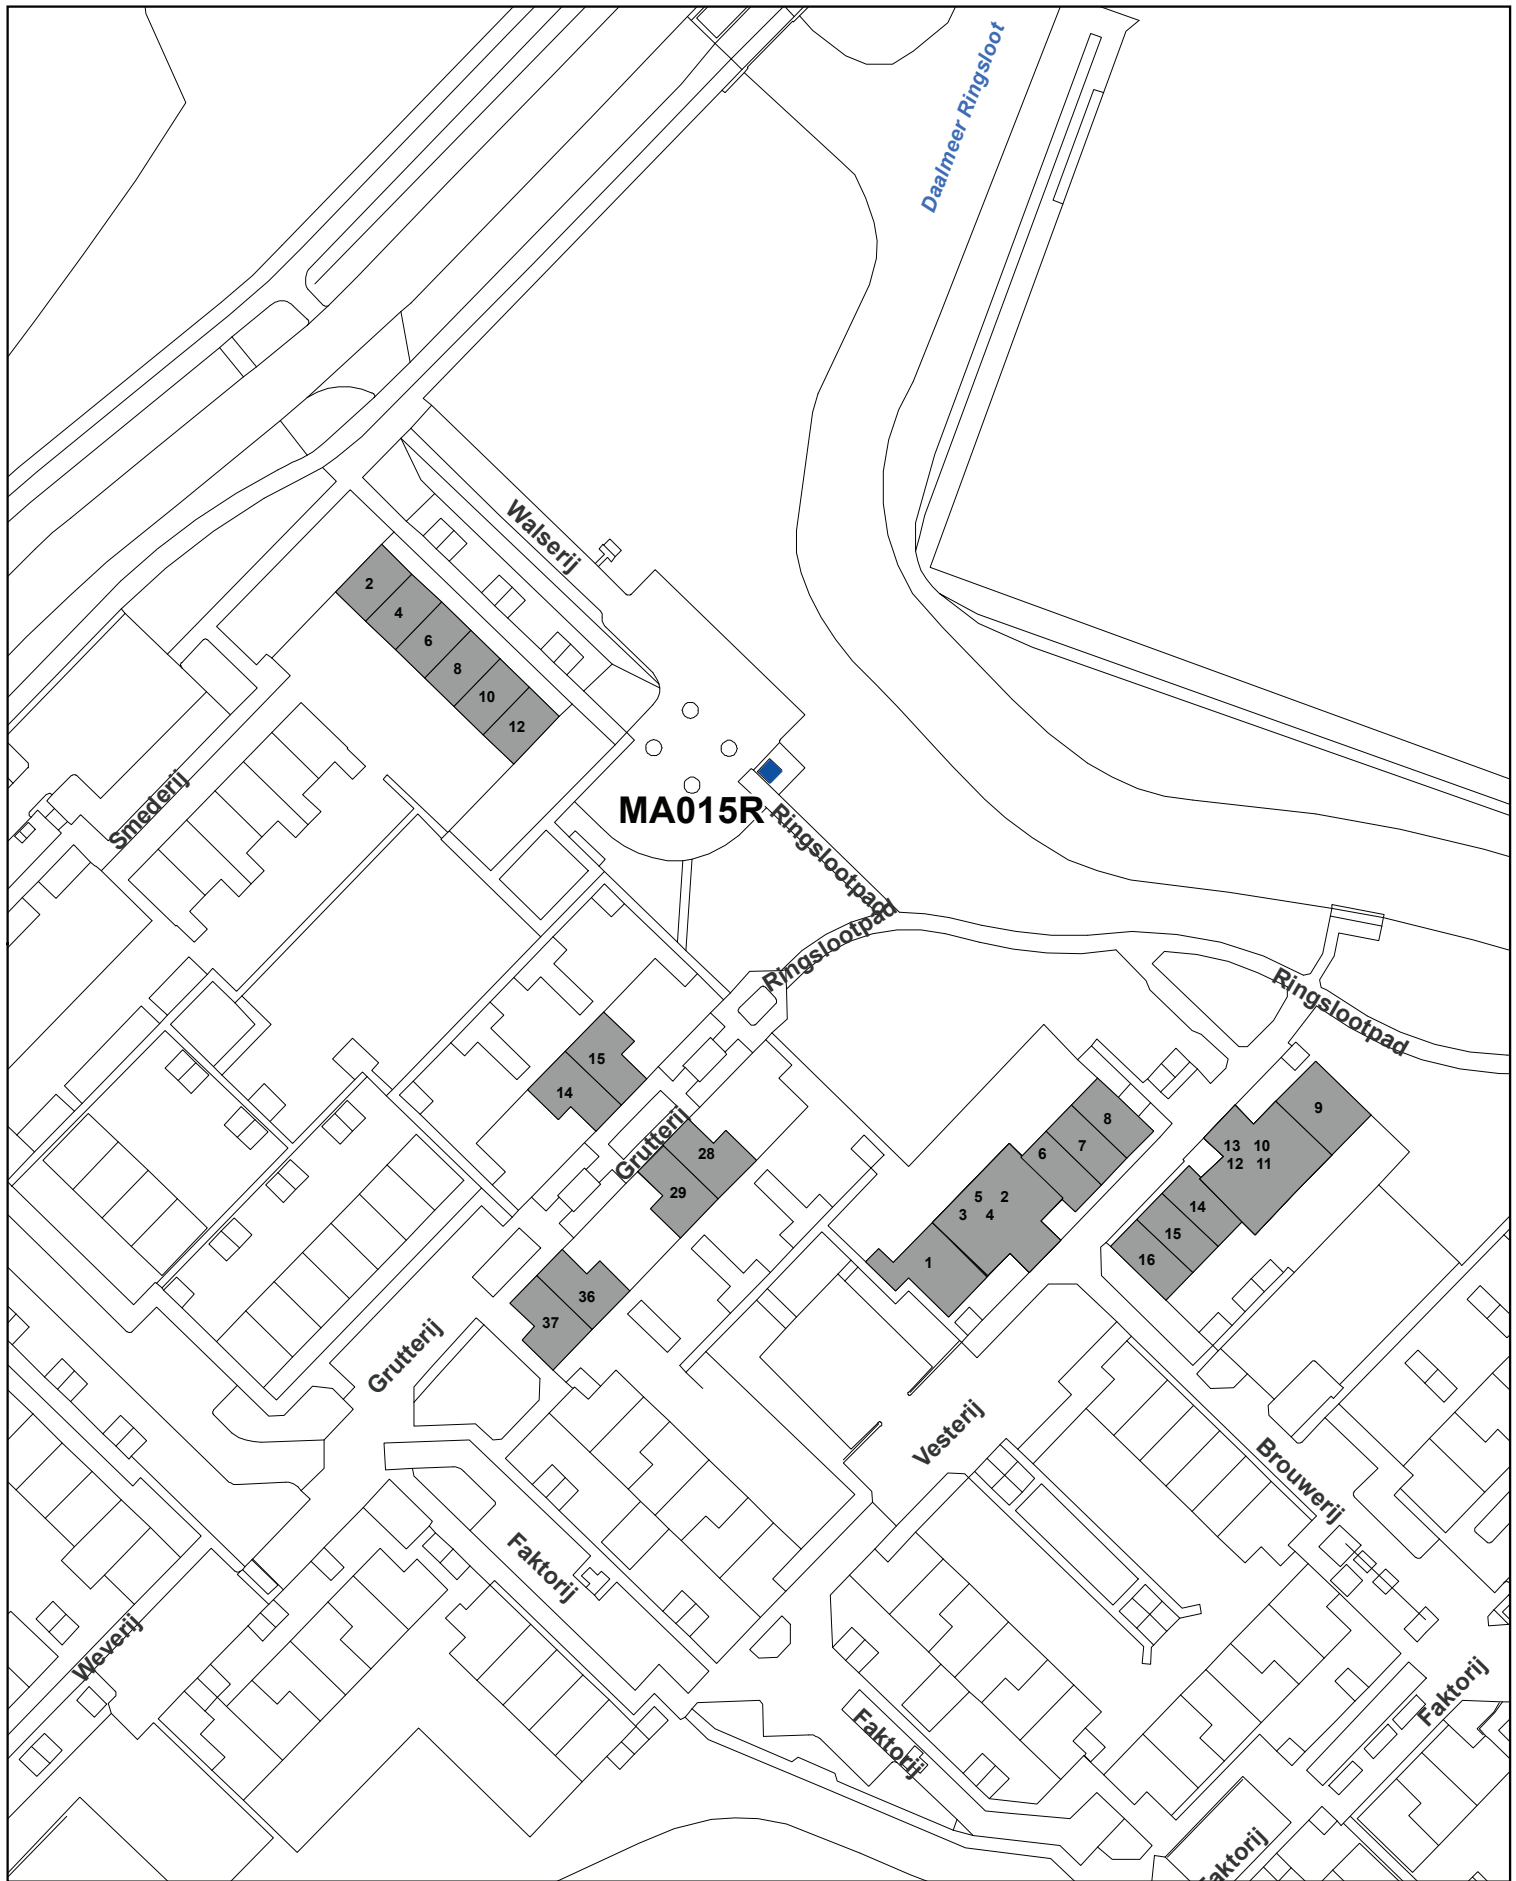 Daalmeer Ringsloot
Walserij
2
4
6
8
10
12
Smederij
MA015R
Ringslootpad
Ringslootpad
Ringslootpad
15
14
Grutterij
28
29
8
7
6
5 2
3 4
1
9
13 10
12 11
14
15
16
36
37
Grutterij
Vesterij
Brouwerij
Faktorij
Weverij
Faktorij
Faktorij
Faktorij